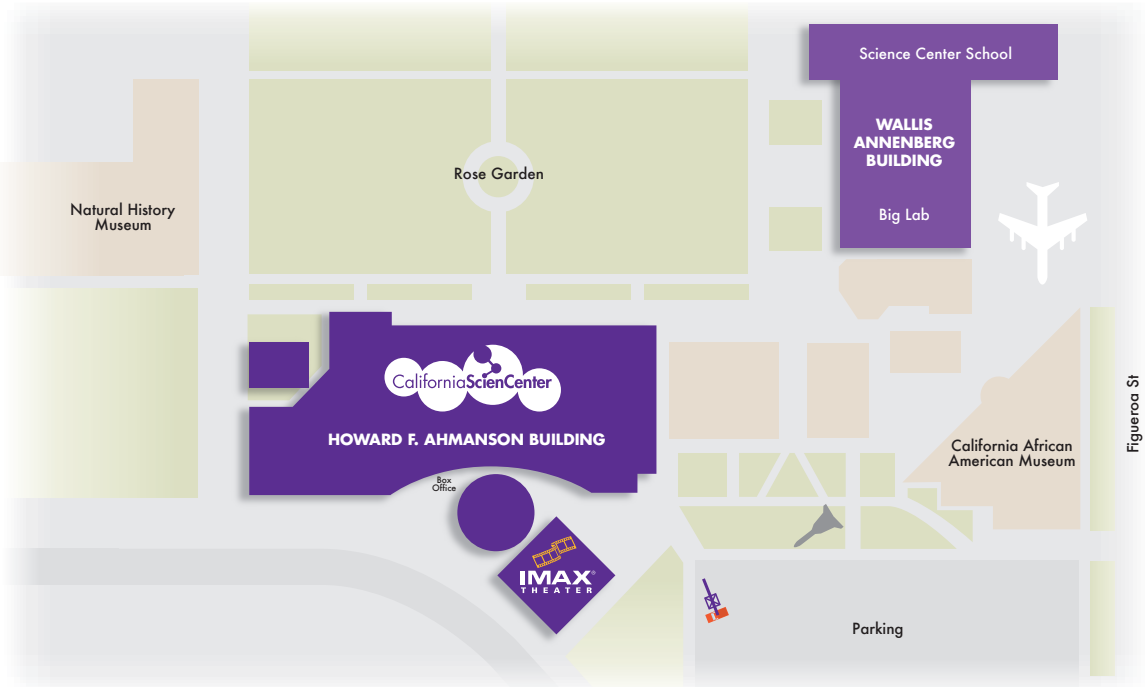 Science Center School
WALLIS
ANNENBERG
BUILDING
Rose Garden
Natural History
Museum
Big Lab
CaliforniaScienCenter
HOWARD F. AHMANSON BUILDING
Figueroa St
California African
American Museum
Box
Office
IMAX®
THEATER
Parking